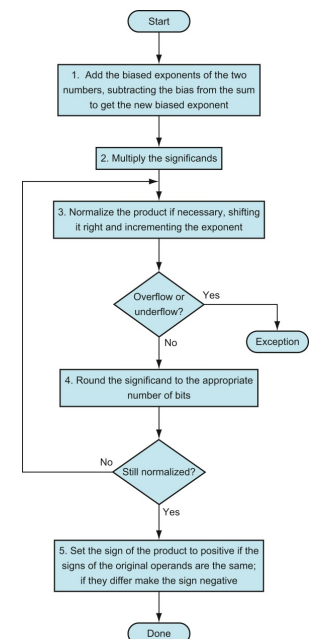 Start
1. Add the biased exponents of the two
numbers, subtracting the bias from the sum
to get the new biased exponent
2. Multiply the significands
3. Normalize the product if necessary, shifting
it right and incrementing the exponent
Overflow or
underflow?
Yes
Exception
No
4. Round the significand to the appropriate
number of bits
No
Still normalized?
Yes
5. Set the sign of the product to positive if the
signs of the original operands are the same;
if they differ make the sign negative
Done